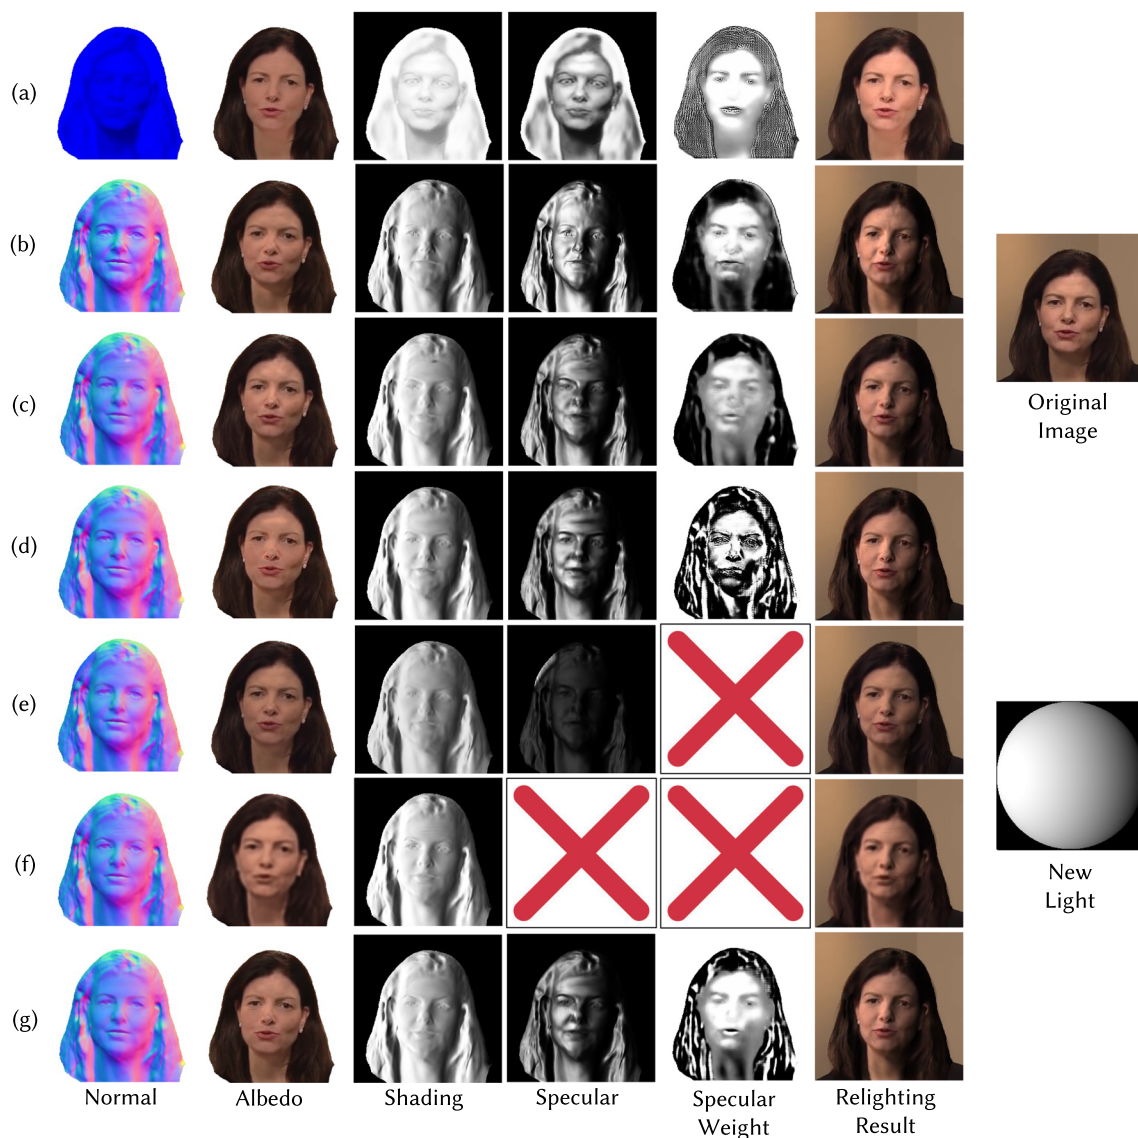 (a)
(b)
(c)
(d)
(e)
(f)
(g)
Normal
Albedo
Shading
Specular
Specular
Weight
Relighting
Result
Original
Image
New
Light